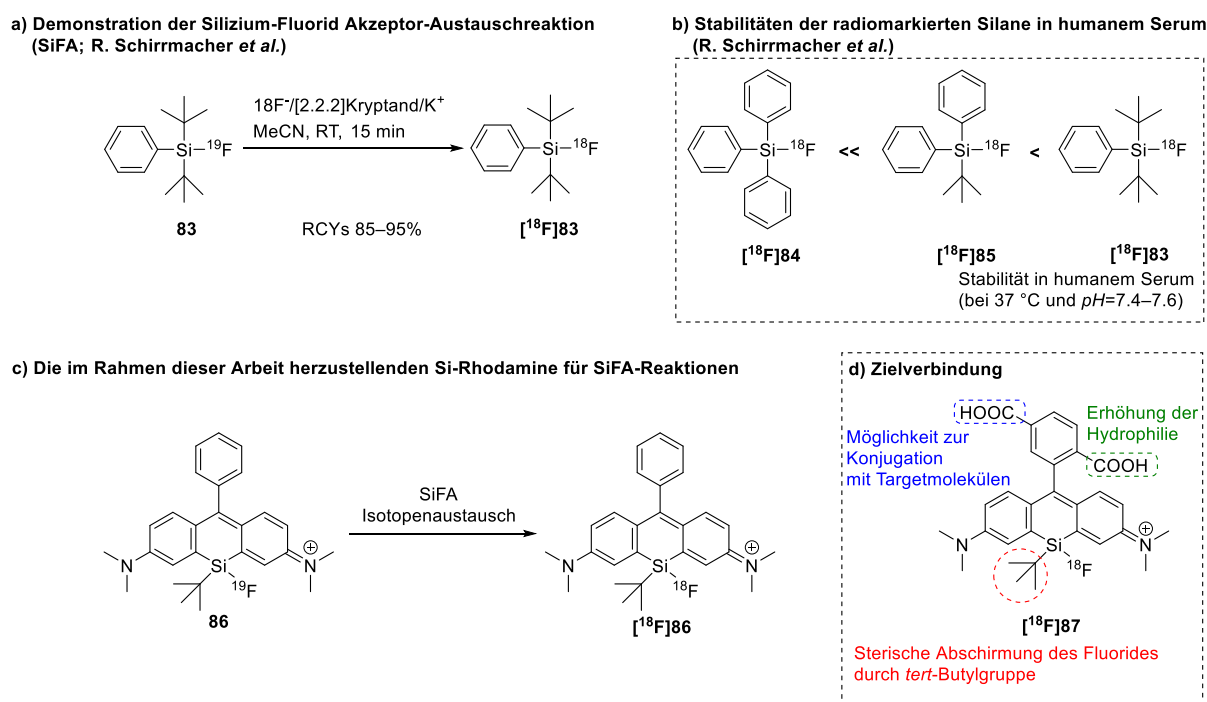 a) Demonstration der Silizium-Fluorid Akzeptor-Austauschreaktion
(SiFA; R. Schirrmacher et al.)
18F-/[2.2.2]Kryptand/K+
MeCN, RT, 15 min
Si
19F
Si
18F
83
RCYs 85–95%
[18F]83
b) Stabilitäten der radiomarkierten Silane in humanem Serum
(R. Schirrmacher et al.)
Si
18F
<<
Si
18F
<
Si
18F
[18F]84
[18F]85
[18F]83
Stabilität in humanem Serum
(bei 37 °C und pH=7.4–7.6)
c) Die im Rahmen dieser Arbeit herzustellenden Si-Rhodamine für SiFA-Reaktionen
SiFA
Isotopenaustausch
N
Si
19F
N
+
86
N
Si
18F
N
+
[18F]86
d) Zielverbindung
HOOC
Erhöhung der
Hydrophilie
Möglichkeit zur
Konjugation
mit Targetmolekülen
COOH
N
Si
18F
N
+
[18F]87
Sterische Abschirmung des Fluorides
durch tert-Butylgruppe